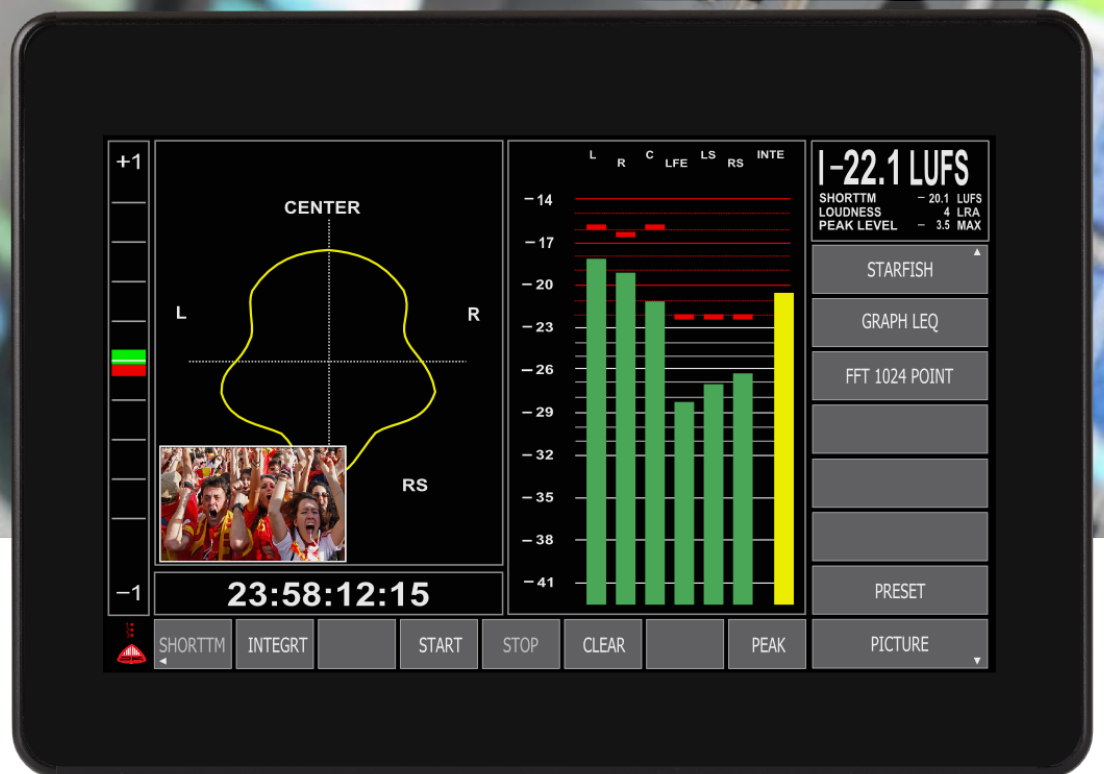 +1
−1
CENTER
L
R
RS
23:58:12:15
L R C LFE LS RS INTE
−14
−17
−20
−23
−26
−29
−32
−35
−38
−41
I −22.1 LUFS
SHORTTM − 20.1 LUFS
LOUDNESS 4 LRA
PEAK LEVEL − 3.5 MAX
STARFISH
GRAPH LEQ
FFT 1024 POINT
PRESET
PICTURE
SHORTTM
INTEGRT
START
STOP
CLEAR
PEAK